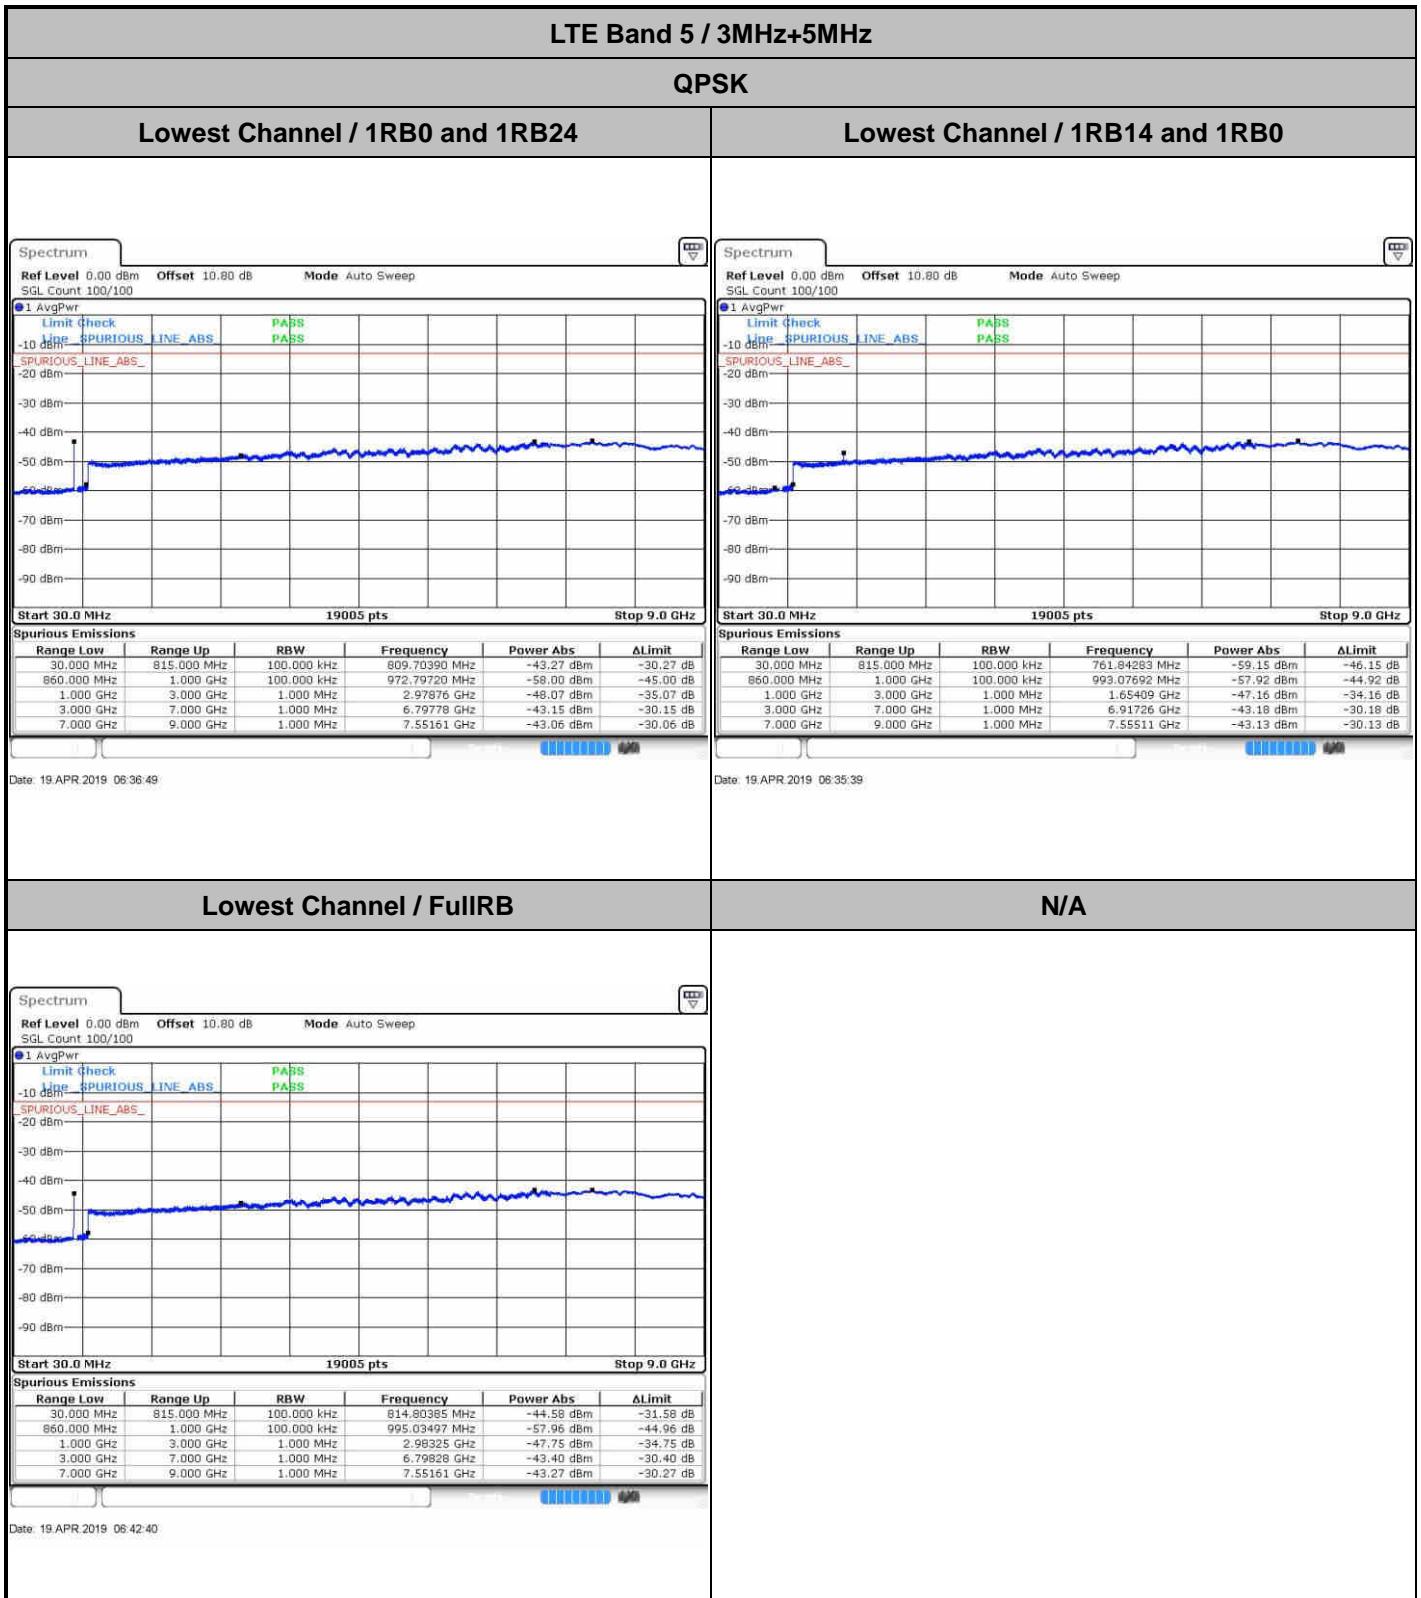 LTE Band 5 / 3MHz+5MHz
QPSK
Lowest Channel / 1RB0 and 1RB24
Lowest Channel / 1RB14 and 1RB0
Spectrum
Ref Level 0.00 dBm Offset 10.80 dB Mode Auto Sweep
SGL Count 100/100
1 AvgPwr
Limit Check PASS
Line _SPURIOUS_LINE_ABS_ PASS
-10 dBm
_SPURIOUS_LINE_ABS_
-20 dBm
-30 dBm
-40 dBm
-50 dBm
-60 dBm
-70 dBm
-80 dBm
-90 dBm
Start 30.0 MHz 19005 pts Stop 9.0 GHz
Spurious Emissions
Range Low Range Up RBW Frequency Power Abs ΔLimit
30.000 MHz 815.000 MHz 100.000 kHz 809.70390 MHz -43.27 dBm -30.27 dB
860.000 MHz 1.000 GHz 100.000 kHz 972.79720 MHz -58.00 dBm -45.00 dB
1.000 GHz 3.000 GHz 1.000 MHz 2.97876 GHz -48.07 dBm -35.07 dB
3.000 GHz 7.000 GHz 1.000 MHz 6.79778 GHz -43.15 dBm -30.15 dB
7.000 GHz 9.000 GHz 1.000 MHz 7.55161 GHz -43.06 dBm -30.06 dB
Date: 19.APR.2019 06:36:49
Spectrum
Ref Level 0.00 dBm Offset 10.80 dB Mode Auto Sweep
SGL Count 100/100
1 AvgPwr
Limit Check PASS
Line _SPURIOUS_LINE_ABS_ PASS
-10 dBm
_SPURIOUS_LINE_ABS_
-20 dBm
-30 dBm
-40 dBm
-50 dBm
-60 dBm
-70 dBm
-80 dBm
-90 dBm
Start 30.0 MHz 19005 pts Stop 9.0 GHz
Spurious Emissions
Range Low Range Up RBW Frequency Power Abs ΔLimit
30.000 MHz 815.000 MHz 100.000 kHz 761.84283 MHz -59.15 dBm -46.15 dB
860.000 MHz 1.000 GHz 100.000 kHz 993.07692 MHz -57.92 dBm -44.92 dB
1.000 GHz 3.000 GHz 1.000 MHz 1.65409 GHz -47.16 dBm -34.16 dB
3.000 GHz 7.000 GHz 1.000 MHz 6.91726 GHz -43.18 dBm -30.18 dB
7.000 GHz 9.000 GHz 1.000 MHz 7.55511 GHz -43.13 dBm -30.13 dB
Date: 19.APR.2019 06:35:39
Lowest Channel / FullRB
N/A
Spectrum
Ref Level 0.00 dBm Offset 10.80 dB Mode Auto Sweep
SGL Count 100/100
1 AvgPwr
Limit Check PASS
Line _SPURIOUS_LINE_ABS_ PASS
-10 dBm
_SPURIOUS_LINE_ABS_
-20 dBm
-30 dBm
-40 dBm
-50 dBm
-60 dBm
-70 dBm
-80 dBm
-90 dBm
Start 30.0 MHz 19005 pts Stop 9.0 GHz
Spurious Emissions
Range Low Range Up RBW Frequency Power Abs ΔLimit
30.000 MHz 815.000 MHz 100.000 kHz 814.80385 MHz -44.58 dBm -31.58 dB
860.000 MHz 1.000 GHz 100.000 kHz 995.03497 MHz -57.96 dBm -44.96 dB
1.000 GHz 3.000 GHz 1.000 MHz 2.98325 GHz -47.75 dBm -34.75 dB
3.000 GHz 7.000 GHz 1.000 MHz 6.79828 GHz -43.40 dBm -30.40 dB
7.000 GHz 9.000 GHz 1.000 MHz 7.55161 GHz -43.27 dBm -30.27 dB
Date: 19.APR.2019 06:42:40